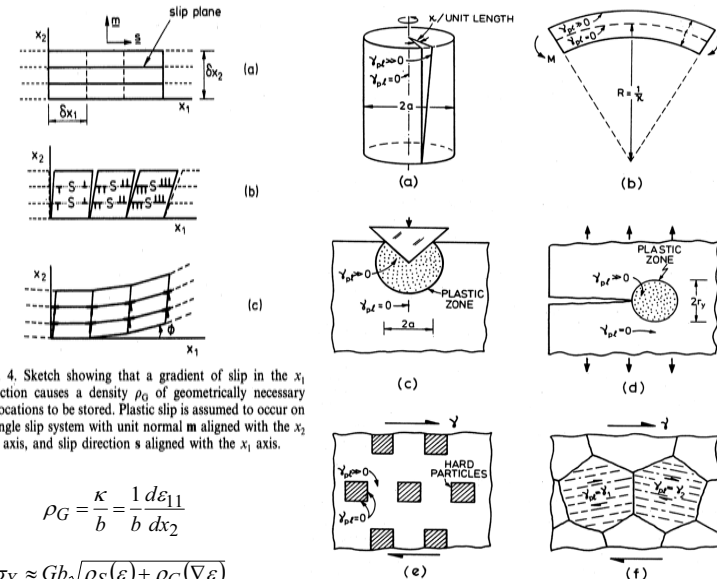 slip plane
m
s
x2
δx2
(a)
δx1
x1
x2
S S S
S S S
(b)
x1
x2
(c)
ϕ
x1
4. Sketch showing that a gradient of slip in the x1
ction causes a density ρG of geometrically necessary
ocations to be stored. Plastic slip is assumed to occur on
ngle slip system with unit normal m aligned with the x2
axis, and slip direction s aligned with the x1 axis.
ρG = κ/b = 1/b dε11/dx2
≈ Gb √ρS(ε) + ρG(∇ε)
κ/UNIT LENGTH
γpl≫0
γpl=0
2a
(a)
γpl≫0
γpl=0
M
R = 1/κ
(b)
γpl≫0
PLASTIC
ZONE
γpl=0
2a
(c)
PLASTIC
ZONE
γpl≫0
2ry
γpl=0
(d)
γ
γpl≫0
HARD
PARTICLES
γpl=0
(e)
γ
γpl=γ1
γpl=γ2
(f)